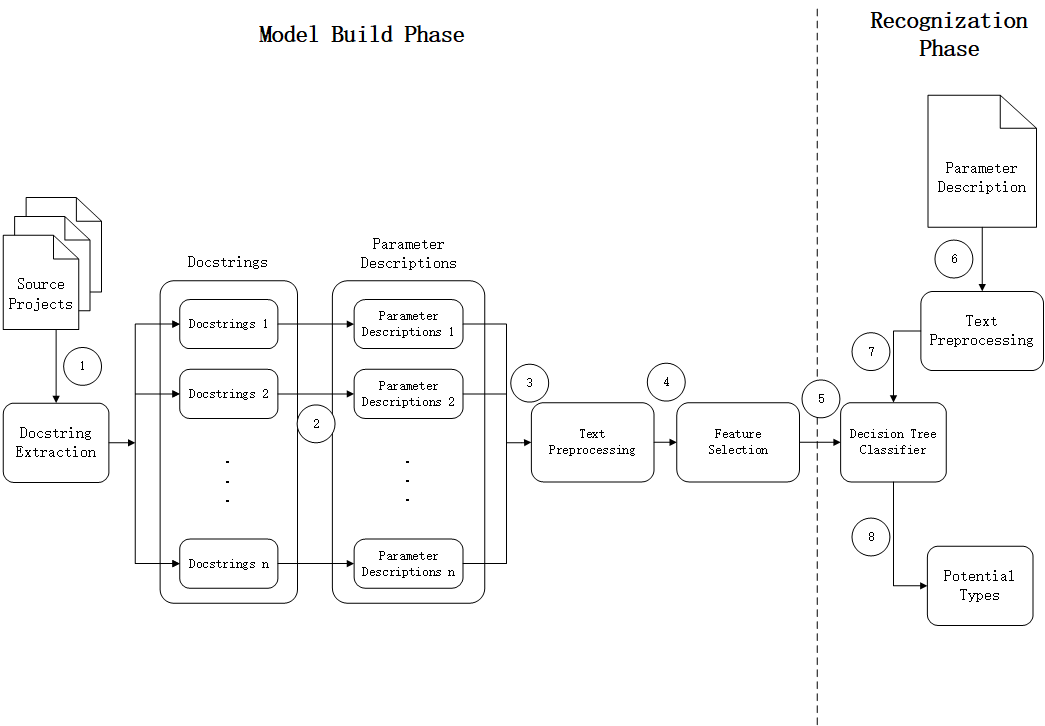 Model Build Phase
Recognization
Phase
Source
Projects
1
Docstring
Extraction
Docstrings
Docstrings 1
Docstrings 2
.
.
.
Docstrings n
2
Parameter
Descriptions
Parameter
Descriptions 1
Parameter
Descriptions 2
.
.
.
Parameter
Descriptions n
3
Text
Preprocessing
4
Feature
Selection
5
Parameter
Description
6
Text
Preprocessing
7
Decision Tree
Classifier
8
Potential
Types